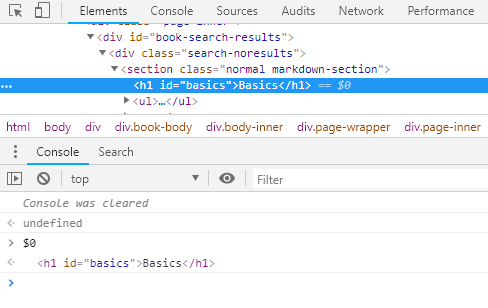 Elements Console Sources Audits Network Performance
▼<div id="book-search-results">
▼<div class="search-noresults">
▼<section class="normal markdown-section">
...
<h1 id="basics">Basics</h1> == $0
▶<ul>…</ul>
html body div div.book-body div.body-inner div.page-wrapper div.page-inner
Console Search
top ▼ Filter
Console was cleared
undefined
$0
<h1 id="basics">Basics</h1>